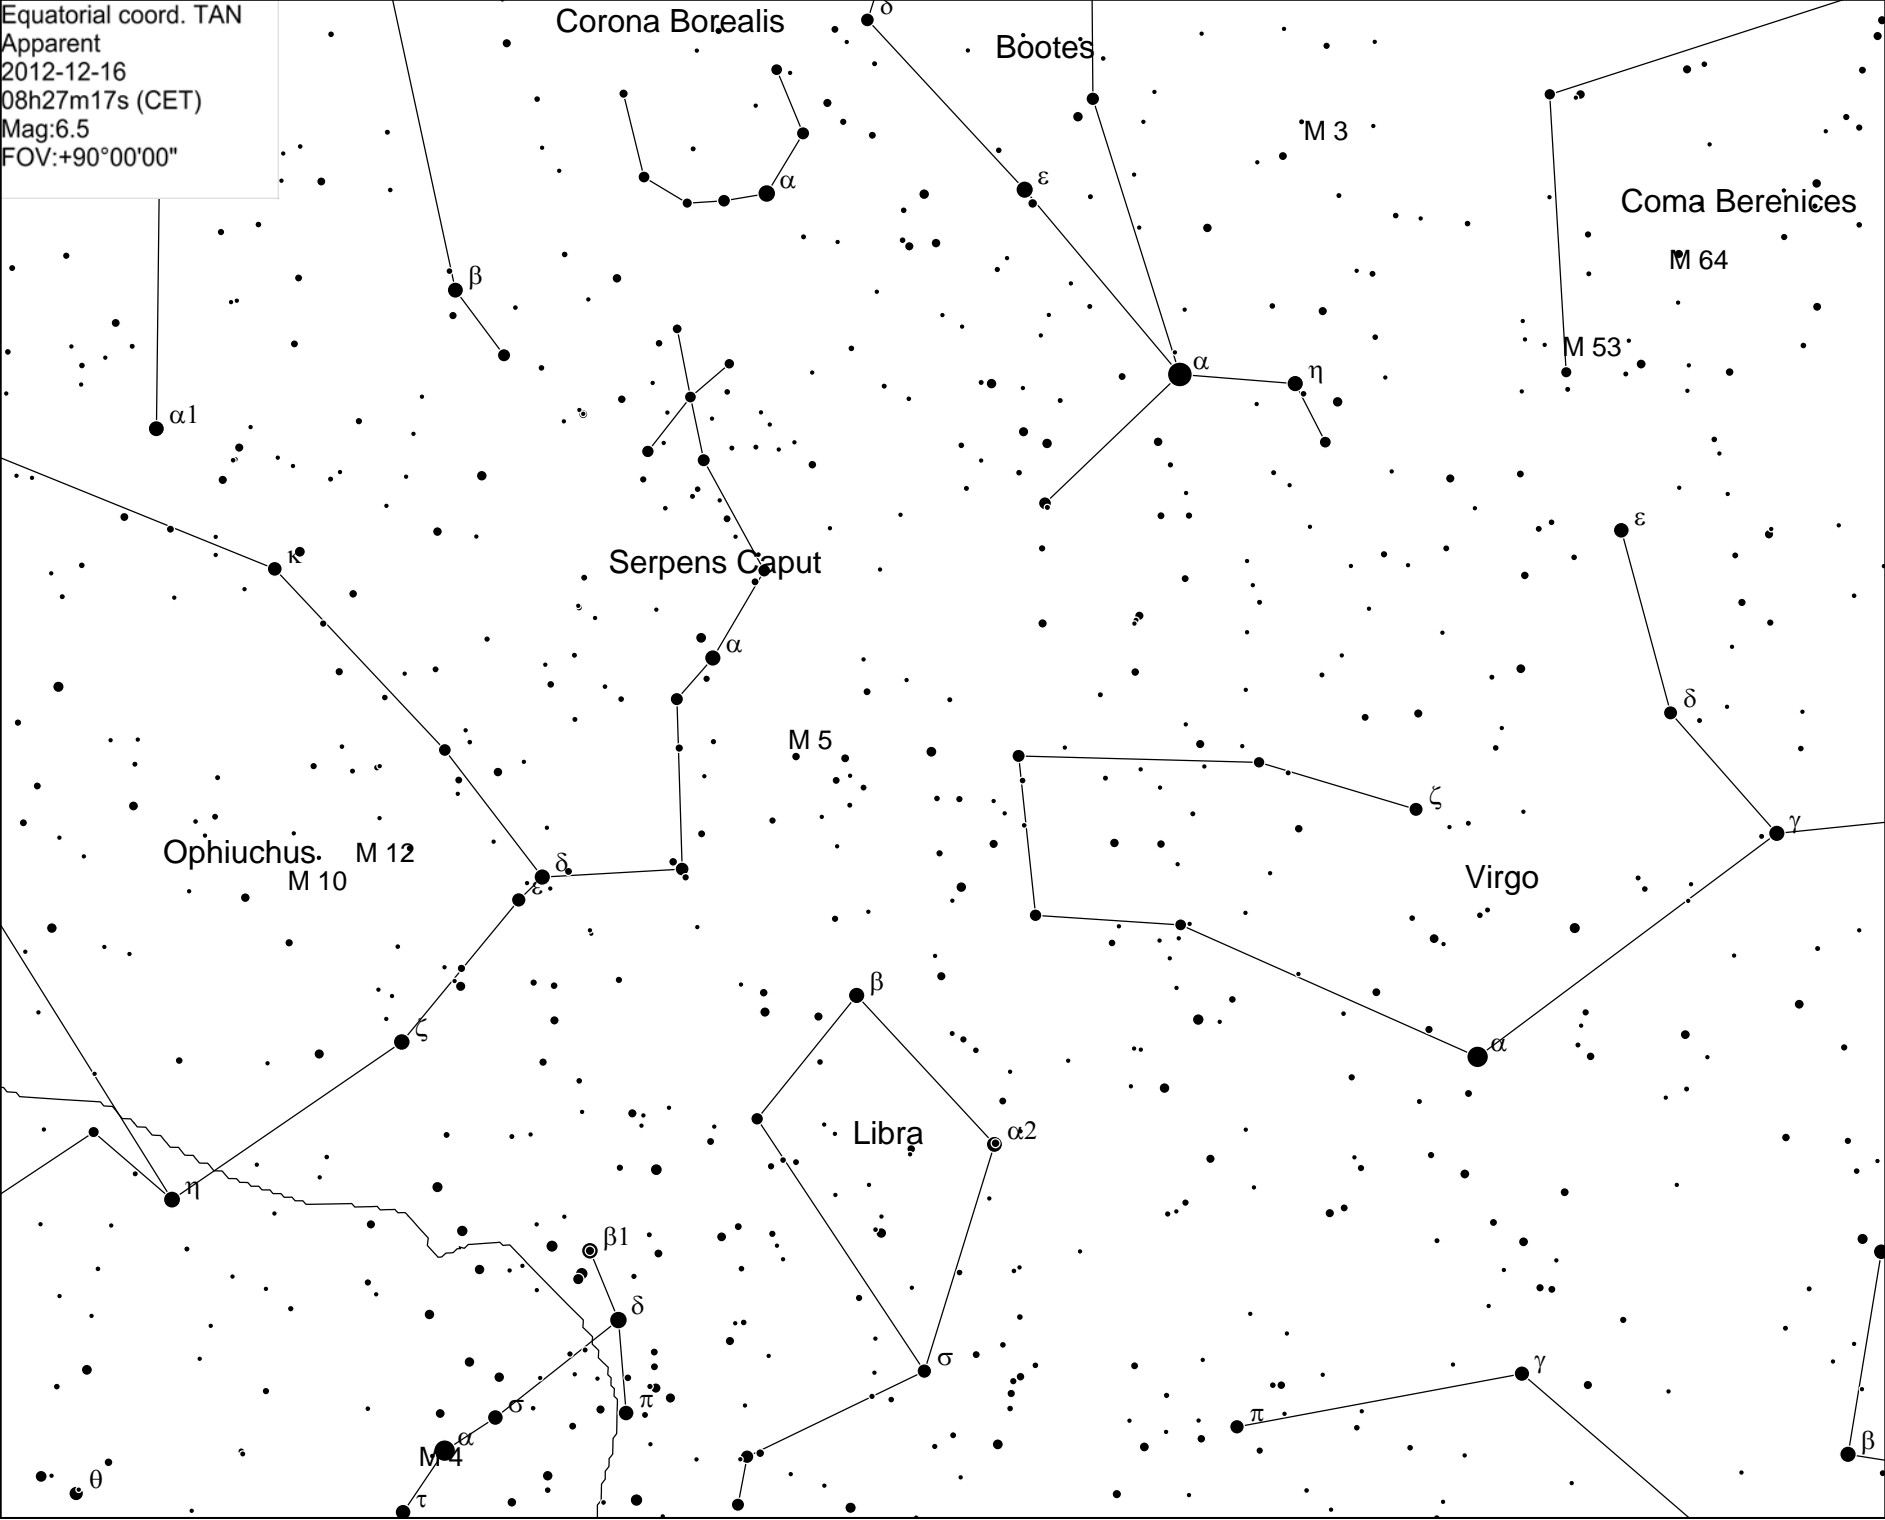 Equatorial coord. TAN
Apparent
2012-12-16
08h27m17s (CET)
Mag:6.5
FOV:+90°00'00"
Corona Borealis
δ
Bootes
M 3
α
ε
Coma Berenices
M 64
β
M 53
α
η
α1
ε
κ
Serpens Caput
α
δ
M 5
ζ
γ
Ophiuchus
M 12
M 10
δ
ε
Virgo
β
ζ
α
Libra
α2
η
β1
δ
σ
γ
π
σ
π
α
M 4
β
θ
τ